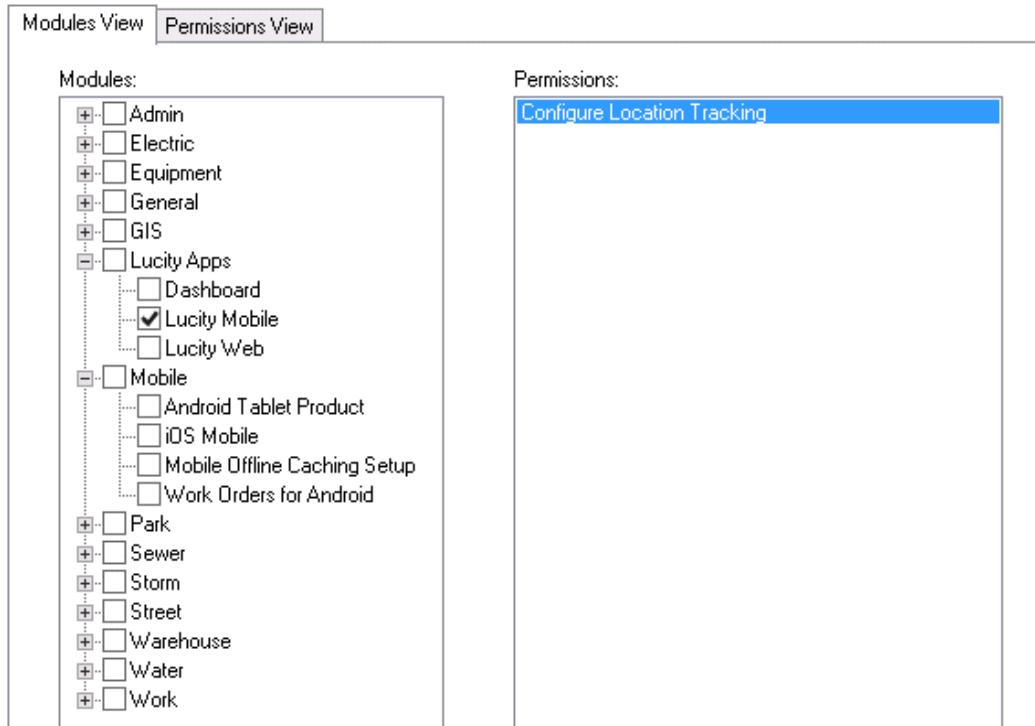 Modules View Permissions View
Modules:
Admin
Electric
Equipment
General
GIS
Lucity Apps
Dashboard
Lucity Mobile
Lucity Web
Mobile
Android Tablet Product
iOS Mobile
Mobile Offline Caching Setup
Work Orders for Android
Park
Sewer
Storm
Street
Warehouse
Water
Work
Permissions:
Configure Location Tracking